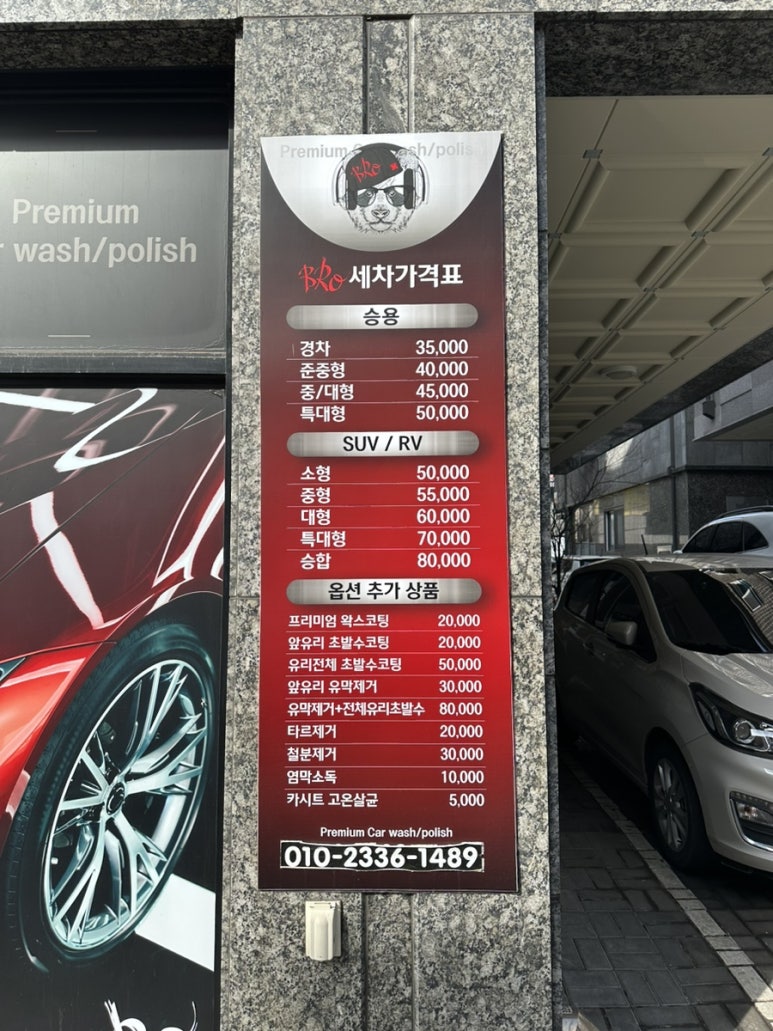 Premium
wash/polish
Premium
ash/polis
BRo
BRo 세차가격표
승용
경차 35,000
준중형 40,000
중/대형 45,000
특대형 50,000
SUV / RV
소형 50,000
중형 55,000
대형 60,000
특대형 70,000
승합 80,000
옵션 추가 상품
프리미엄 왁스코팅 20,000
앞유리 초발수코팅 20,000
유리전체 초발수코팅 50,000
앞유리 유막제거 30,000
유막제거+전체유리초발수 80,000
타르제거 20,000
철분제거 30,000
염막소독 10,000
카시트 고온살균 5,000
Premium Car wash/polish
010-2336-1489